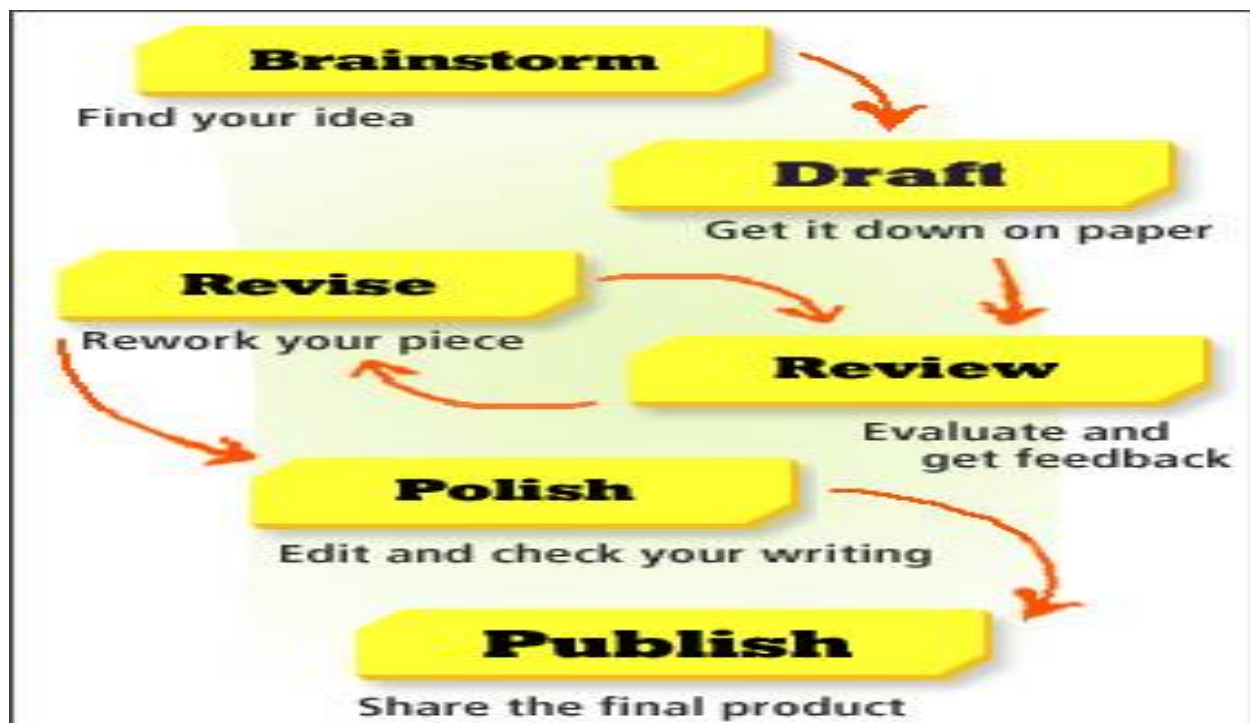 Brainstorm
Find your idea
Draft
Get it down on paper
Revise
Rework your piece
Review
Evaluate and
get feedback
Polish
Edit and check your writing
Publish
Share the final product